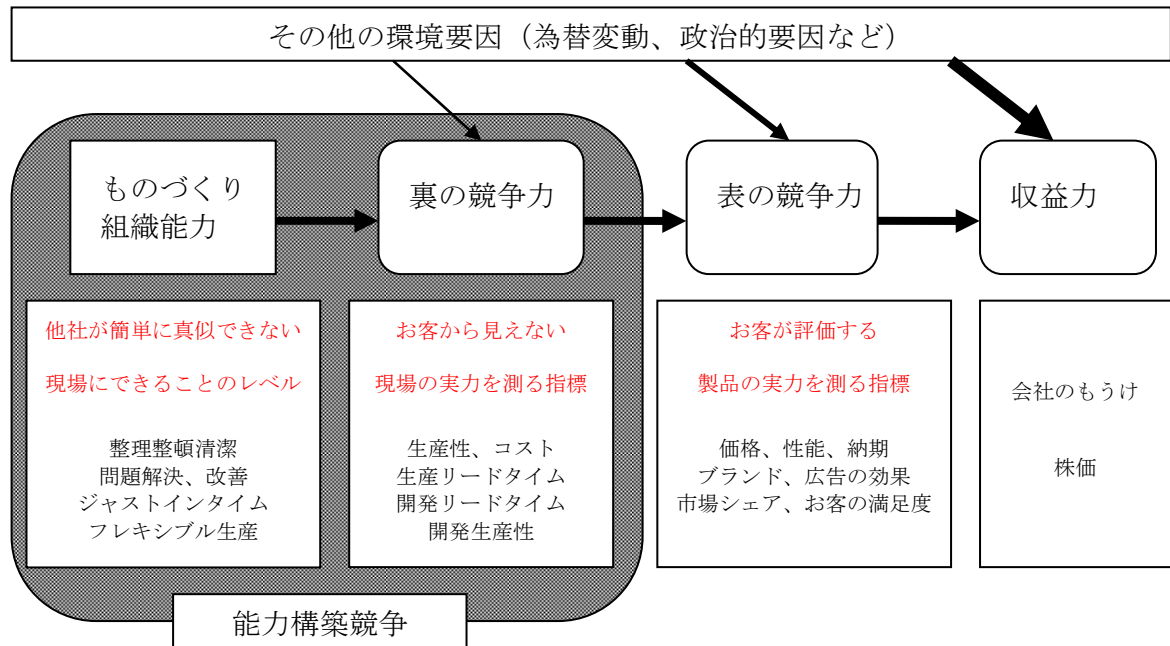 その他の環境要因（為替変動、政治的要因など）
ものづくり
組織能力
裏の競争力
表の競争力
収益力
他社が簡単に真似できない
現場にできることのレベル
整理整頓清潔
問題解決、改善
ジャストインタイム
フレキシブル生産
お客から見えない
現場の実力を測る指標
生産性、コスト
生産リードタイム
開発リードタイム
開発生産性
お客が評価する
製品の実力を測る指標
価格、性能、納期
ブランド、広告の効果
市場シェア、お客の満足度
会社のもうけ
株価
能力構築競争